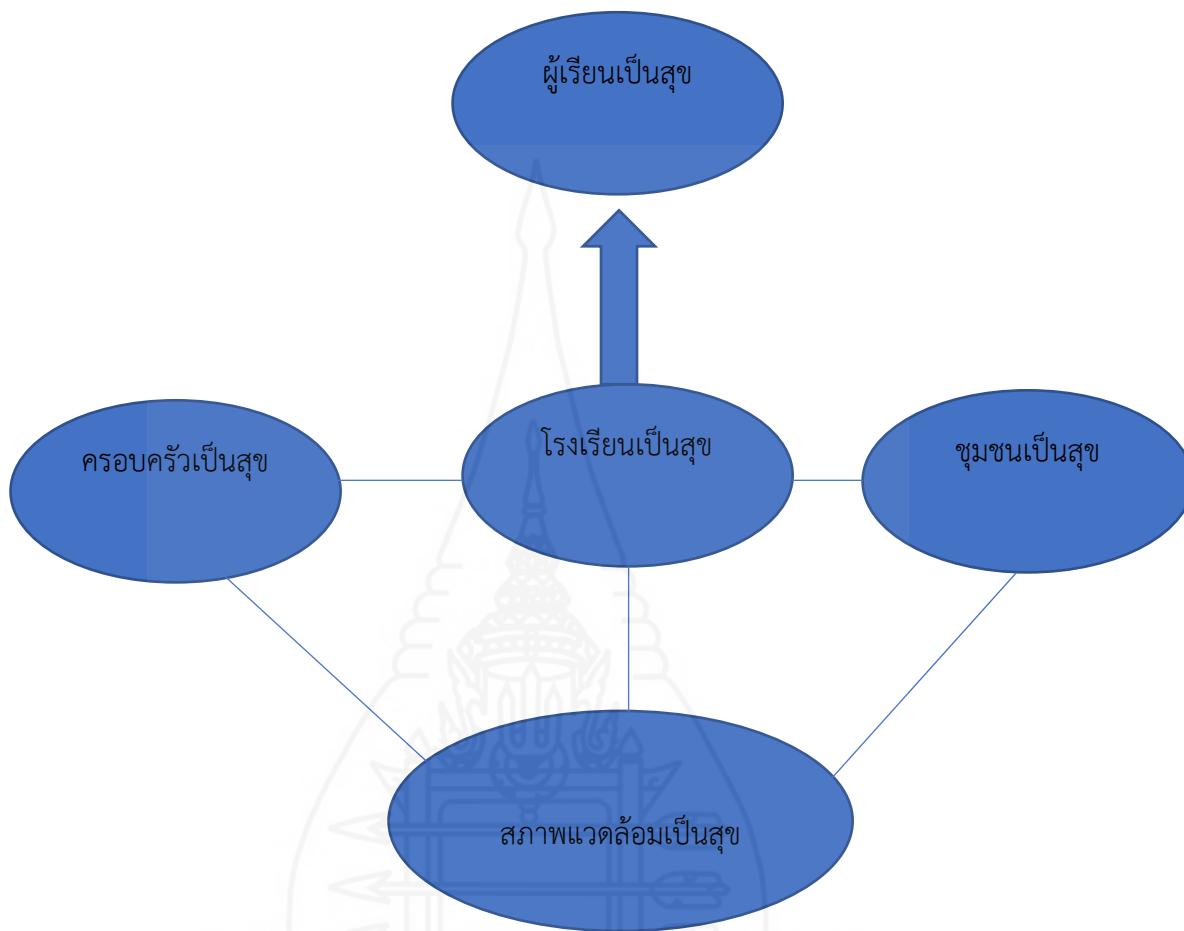 ผู้เรียนเป็นสุข
ครอบครัวเป็นสุข
โรงเรียนเป็นสุข
ชุมชนเป็นสุข
สภาพแวดล้อมเป็นสุข